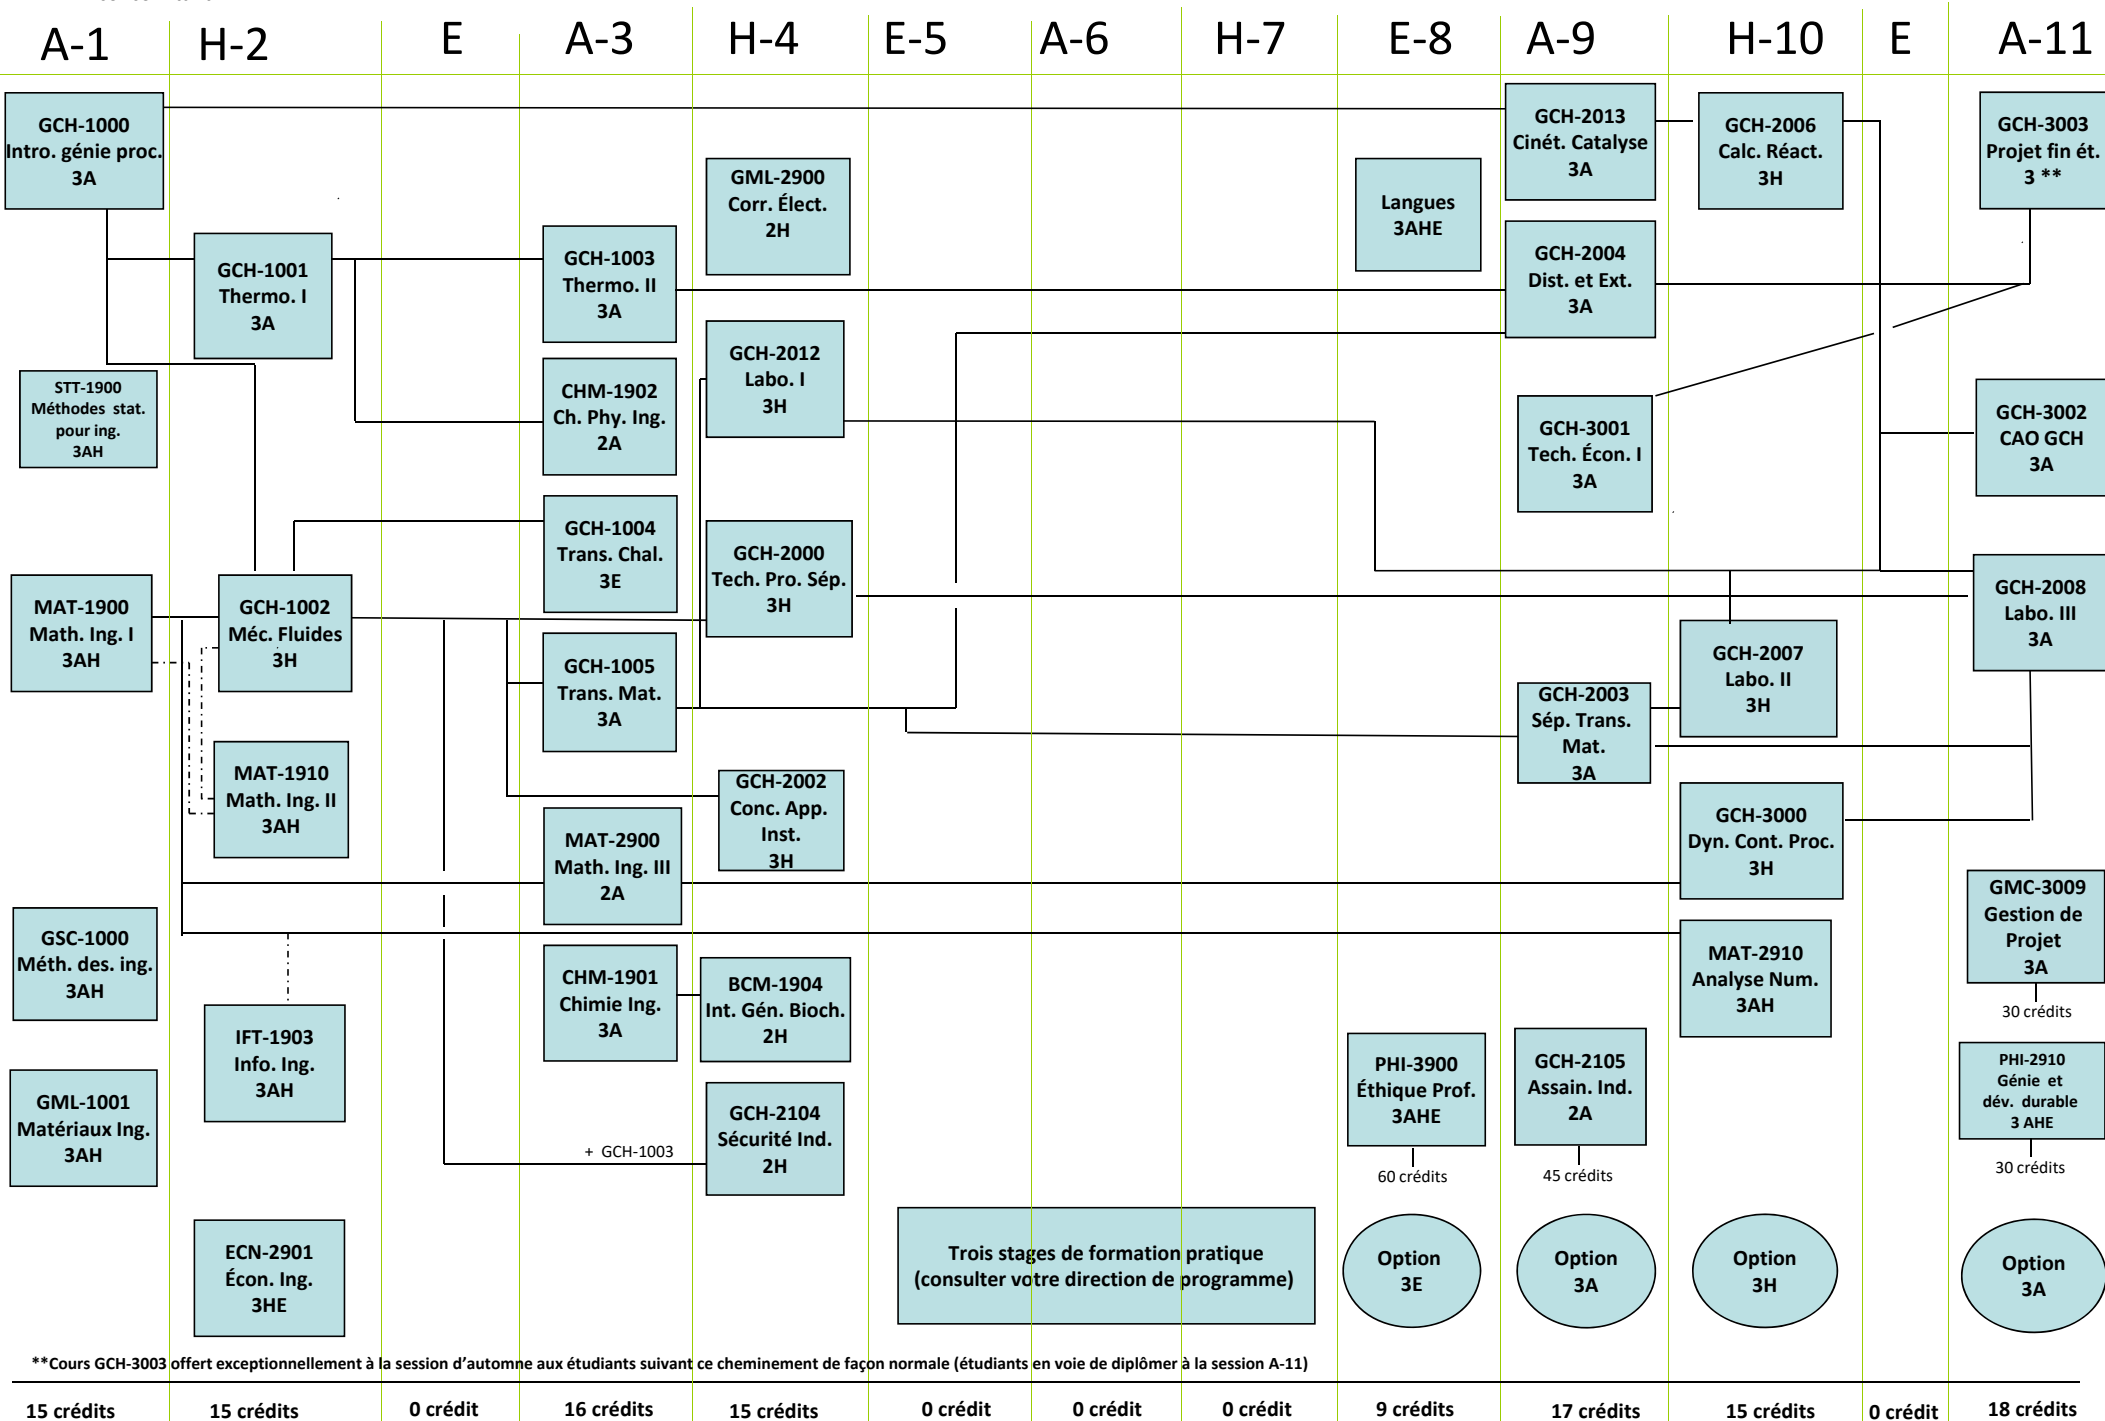 A-1
H-2
E
A-3
H-4
E-5
A-6
H-7
E-8
A-9
H-10
E
A-11
GCH-1000
Intro. génie proc.
3A
STT-1900
Méthodes stat.
pour ing.
3AH
MAT-1900
Math. Ing. I
3AH
GSC-1000
Méth. des. ing.
3AH
GML-1001
Matériaux Ing.
3AH
GCH-1001
Thermo. I
3A
GCH-1002
Méc. Fluides
3H
MAT-1910
Math. Ing. II
3AH
IFT-1903
Info. Ing.
3AH
ECN-2901
Écon. Ing.
3HE
GCH-1003
Thermo. II
3A
CHM-1902
Ch. Phy. Ing.
2A
GCH-1004
Trans. Chal.
3E
GCH-1005
Trans. Mat.
3A
MAT-2900
Math. Ing. III
2A
CHM-1901
Chimie Ing.
3A
+ GCH-1003
GML-2900
Corr. Élect.
2H
GCH-2012
Labo. I
3H
GCH-2000
Tech. Pro. Sép.
3H
GCH-2002
Conc. App.
Inst.
3H
BCM-1904
Int. Gén. Bioch.
2H
GCH-2104
Sécurité Ind.
2H
Trois stages de formation pratique
(consulter votre direction de programme)
Langues
3AHE
PHI-3900
Éthique Prof.
3AHE
60 crédits
Option
3E
GCH-2013
Cinét. Catalyse
3A
GCH-2004
Dist. et Ext.
3A
GCH-3001
Tech. Écon. I
3A
GCH-2003
Sép. Trans.
Mat.
3A
GCH-2105
Assain. Ind.
2A
45 crédits
Option
3A
GCH-2006
Calc. Réact.
3H
GCH-2007
Labo. II
3H
GCH-3000
Dyn. Cont. Proc.
3H
MAT-2910
Analyse Num.
3AH
Option
3H
GCH-3003
Projet fin ét.
3 **
GCH-3002
CAO GCH
3A
GCH-2008
Labo. III
3A
GMC-3009
Gestion de
Projet
3A
30 crédits
PHI-2910
Génie et
dév. durable
3 AHE
30 crédits
Option
3A
**Cours GCH-3003 offert exceptionnellement à la session d'automne aux étudiants suivant ce cheminement de façon normale (étudiants en voie de diplômer à la session A-11)
15 crédits
15 crédits
0 crédit
16 crédits
15 crédits
0 crédit
0 crédit
0 crédit
9 crédits
17 crédits
15 crédits
0 crédit
18 crédits